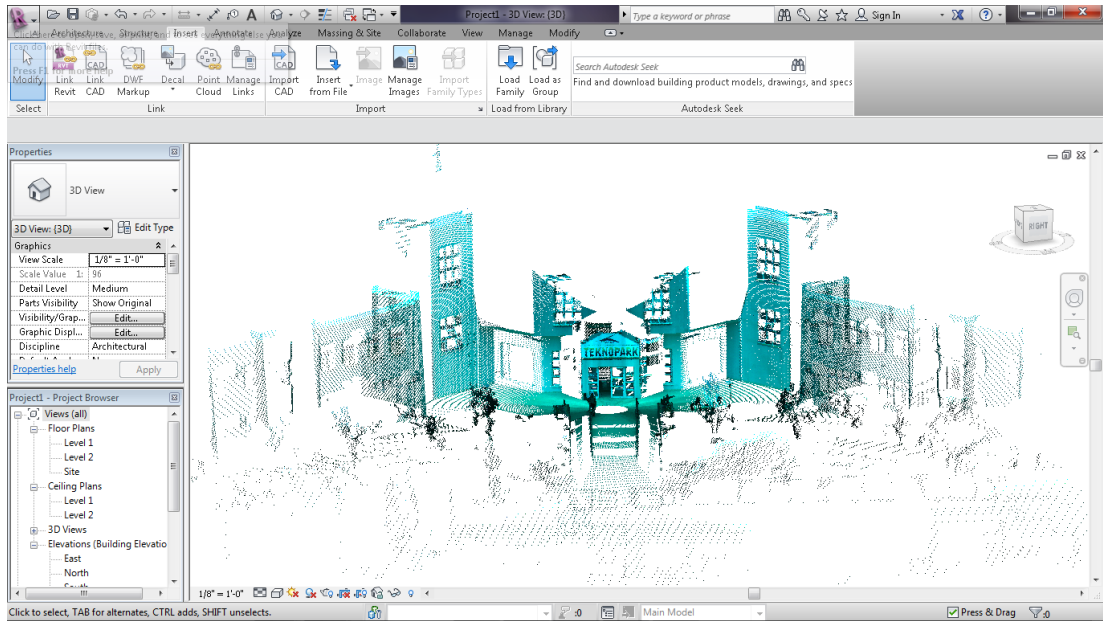 Project1 - 3D View: {3D}
Type a keyword or phrase
Sign In
Architecture Structure Insert Annotate Analyze Massing & Site Collaborate View Manage Modify
Modify
Link Revit
Link CAD
DWF Markup
Decal
Point Cloud
Manage Links
Import CAD
Insert from File
Image
Manage Images
Import Family Types
Load Family
Load as Group
Search Autodesk Seek
Find and download building product models, drawings, and specs
Select
Link
Import
Load from Library
Autodesk Seek
Properties
3D View
3D View: {3D}
Edit Type
Graphics
View Scale 1/8" = 1'-0"
Scale Value 1: 96
Detail Level Medium
Parts Visibility Show Original
Visibility/Grap... Edit...
Graphic Displ... Edit...
Discipline Architectural
Properties help
Apply
Project1 - Project Browser
Views (all)
Floor Plans
Level 1
Level 2
Site
Ceiling Plans
Level 1
Level 2
3D Views
Elevations (Building Elevatio
East
North
RIGHT
TEKNOPARK
1/8" = 1'-0"
Click to select, TAB for alternates, CTRL adds, SHIFT unselects.
:0
Main Model
Press & Drag
:0